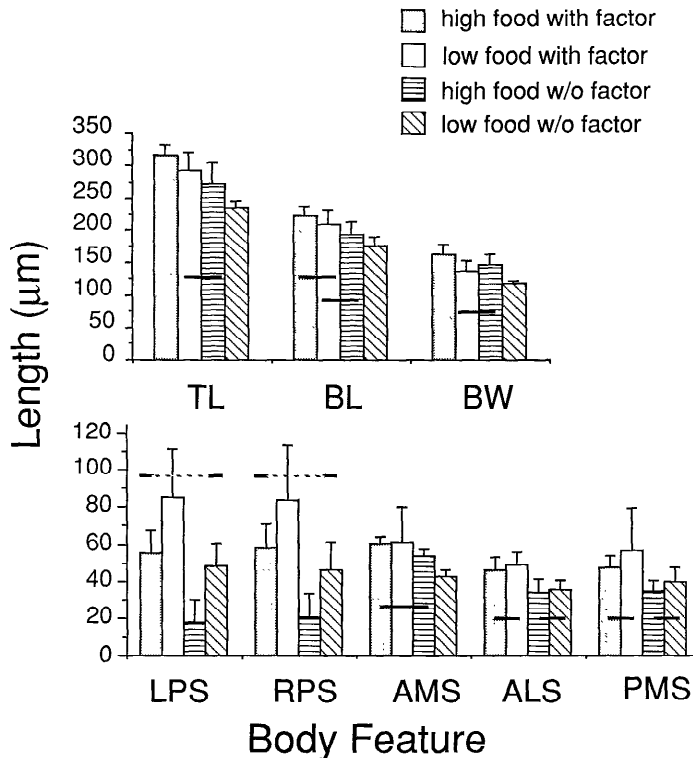 high food with factor
low food with factor
high food w/o factor
low food w/o factor
350
300
250
200
150
100
50
0
TL BL BW
Length (μm)
120
100
80
60
40
20
0
LPS RPS AMS ALS PMS
Body Feature